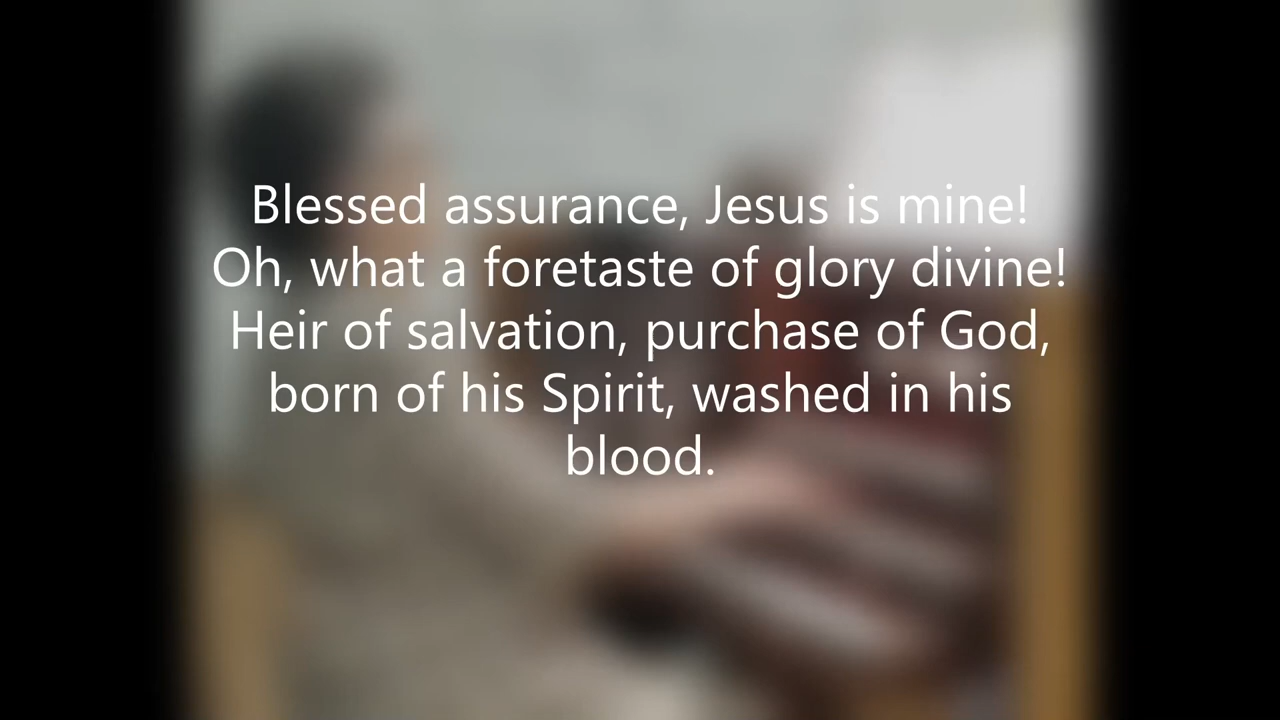 Blessed assurance, Jesus is mine!
Oh, what a foretaste of glory divine!
Heir of salvation, purchase of God,
born of his Spirit, washed in his
blood.